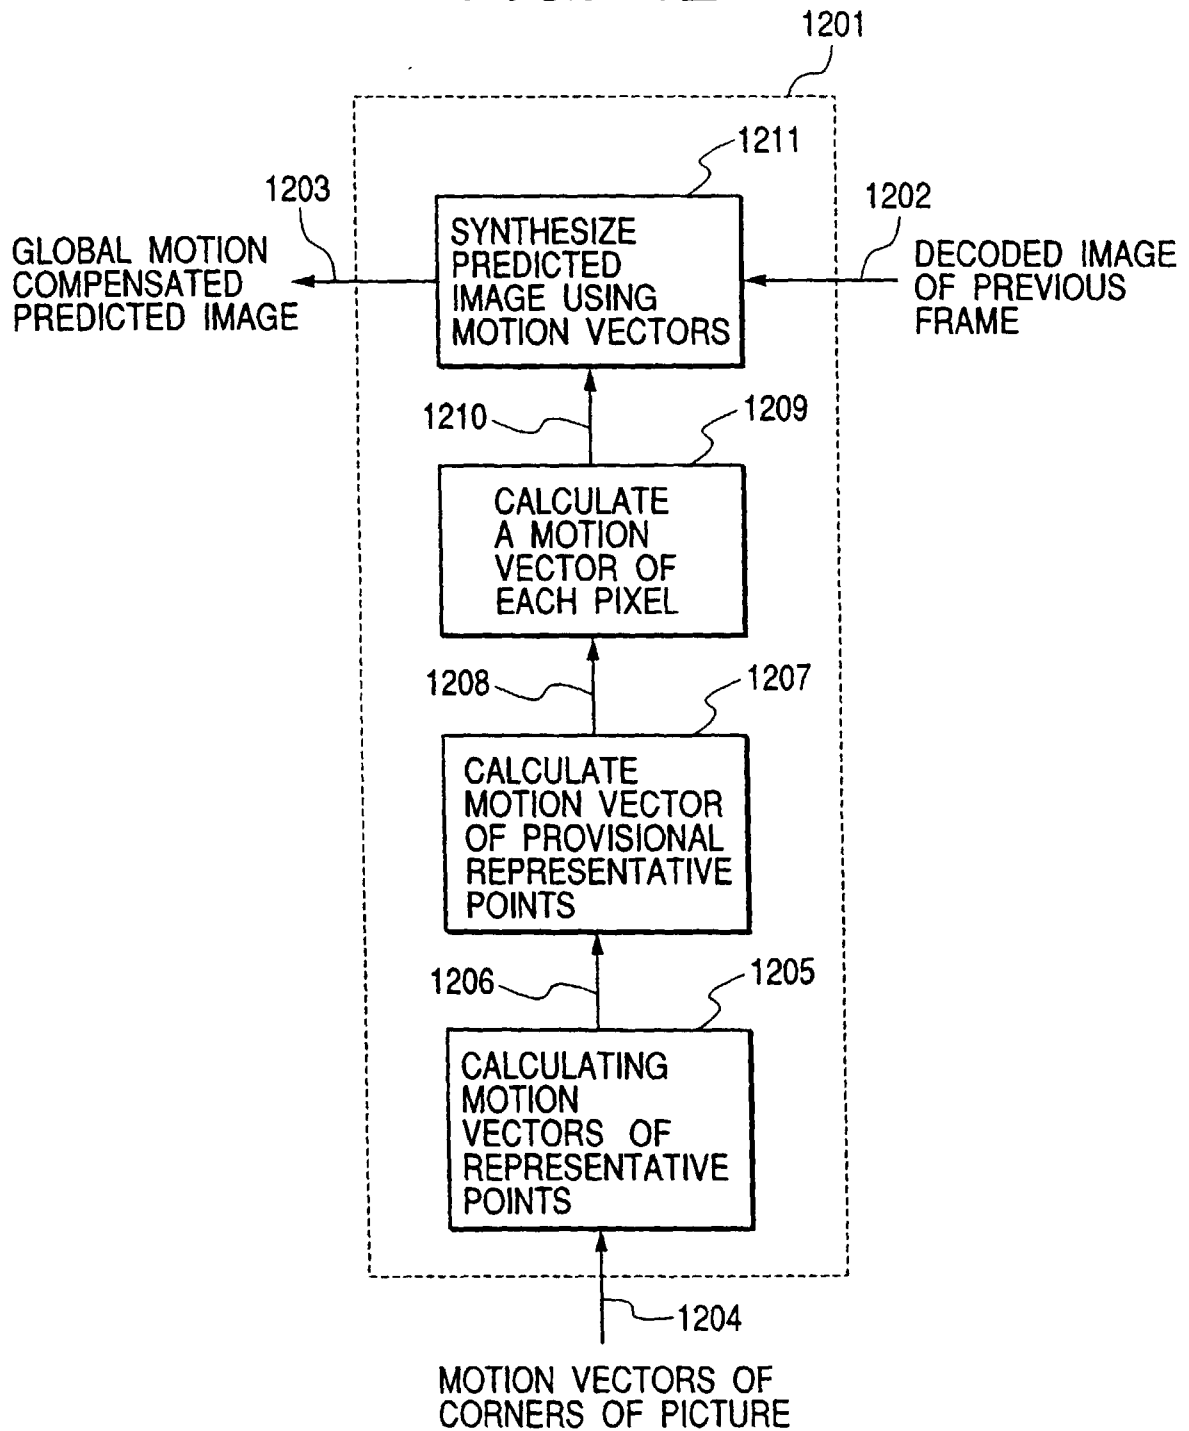 1201
1211
1203
1202
GLOBAL MOTION
COMPENSATED
PREDICTED IMAGE
SYNTHESIZE
PREDICTED
IMAGE USING
MOTION VECTORS
DECODED IMAGE
OF PREVIOUS
FRAME
1210
1209
CALCULATE
A MOTION
VECTOR OF
EACH PIXEL
1208
1207
CALCULATE
MOTION VECTOR
OF PROVISIONAL
REPRESENTATIVE
POINTS
1206
1205
CALCULATING
MOTION
VECTORS OF
REPRESENTATIVE
POINTS
1204
MOTION VECTORS OF
CORNERS OF PICTURE